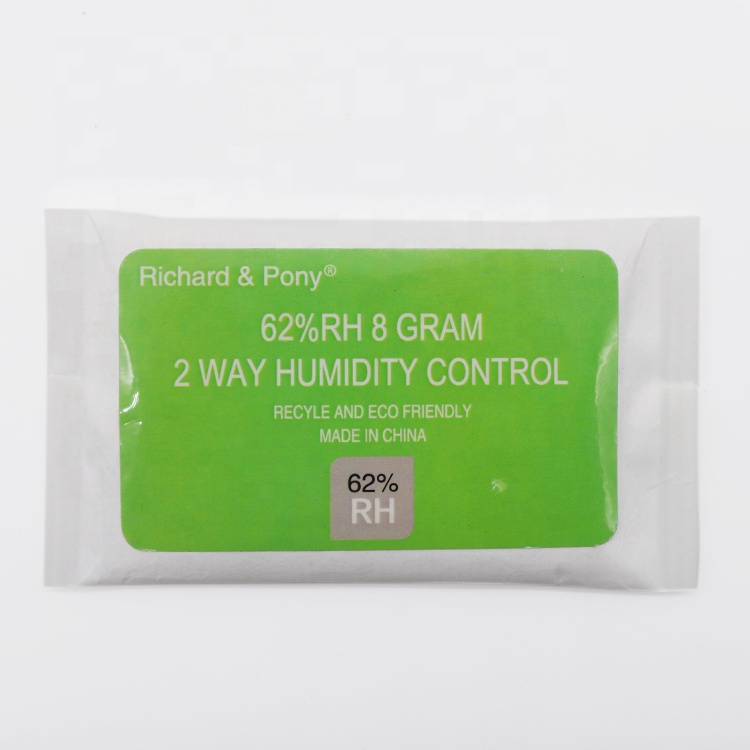 Richard & Pony®
62%RH 8 GRAM
2 WAY HUMIDITY CONTROL
RECYLE AND ECO FRIENDLY
MADE IN CHINA
62%
RH